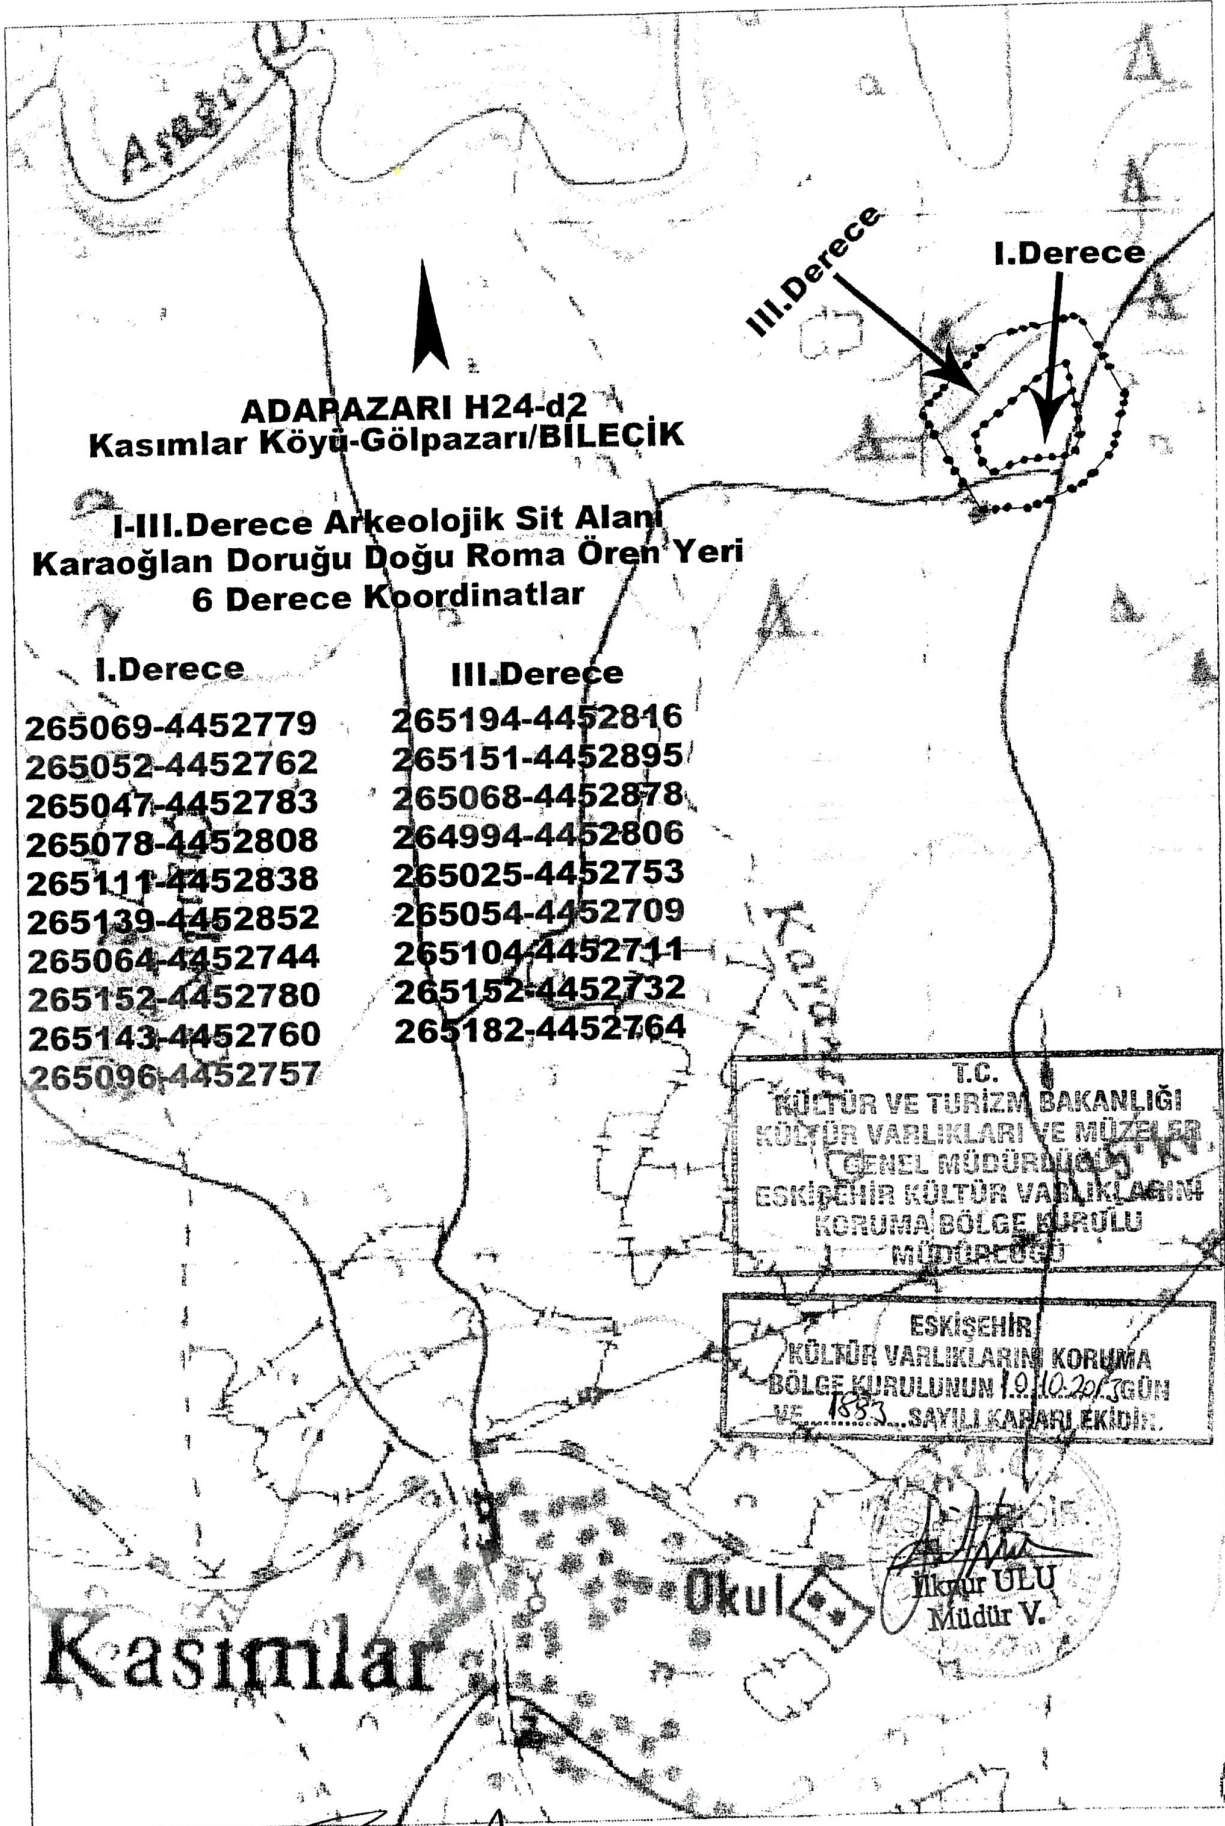 Aşağı
III.Derece
I.Derece
ADAPAZARI H24-d2
Kasımlar Köyü-Gölpazarı/BİLECİK
I-III.Derece Arkeolojik Sit Alanı
Karaoğlan Doruğu Doğu Roma Ören Yeri
6 Derece Koordinatlar
I.Derece
265069-4452779
265052-4452762
265047-4452783
265078-4452808
265111-4452838
265139-4452852
265064-4452744
265152-4452780
265143-4452760
265096-4452757
III.Derece
265194-4452816
265151-4452895
265068-4452878
264994-4452806
265025-4452753
265054-4452709
265104-4452711
265152-4452732
265182-4452764
T.C.
KÜLTÜR VE TURİZM BAKANLIĞI
KÜLTÜR VARLIKLARI VE MÜZELER
GENEL MÜDÜRLÜĞÜ
ESKİŞEHİR KÜLTÜR VARLIKLARINI
KORUMA BÖLGE KURULU
MÜDÜRLÜĞÜ
ESKİŞEHİR
KÜLTÜR VARLIKLARINI KORUMA
BÖLGE KURULUNUN 19.10.2013 GÜN
VE 1883 SAYILI KARARI EKİDİR.
İlknur ULU
Müdür V.
Okul
Kasımlar